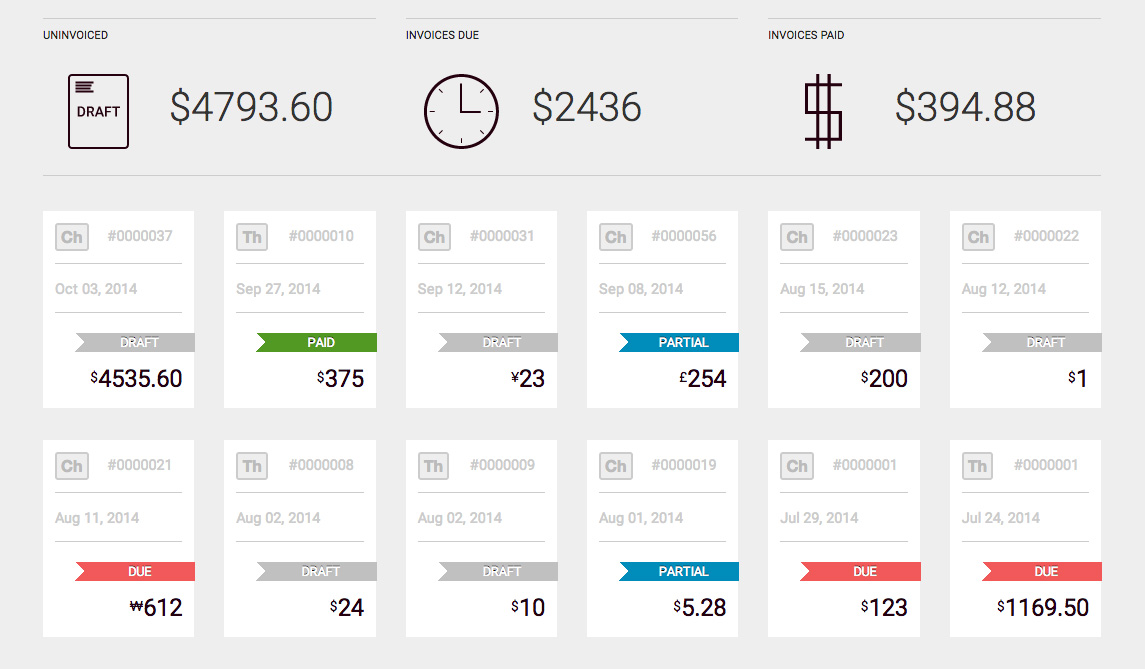 UNINVOICED
DRAFT
$4793.60
INVOICES DUE
$2436
INVOICES PAID
$394.88
Ch #0000037
Oct 03, 2014
DRAFT
$4535.60
Th #0000010
Sep 27, 2014
PAID
$375
Ch #0000031
Sep 12, 2014
DRAFT
¥23
Ch #0000056
Sep 08, 2014
PARTIAL
£254
Ch #0000023
Aug 15, 2014
DRAFT
$200
Ch #0000022
Aug 12, 2014
DRAFT
$1
Ch #0000021
Aug 11, 2014
DUE
₩612
Th #0000008
Aug 02, 2014
DRAFT
$24
Th #0000009
Aug 02, 2014
DRAFT
$10
Ch #0000019
Aug 01, 2014
PARTIAL
$5.28
Ch #0000001
Jul 29, 2014
DUE
$123
Th #0000001
Jul 24, 2014
DUE
$1169.50